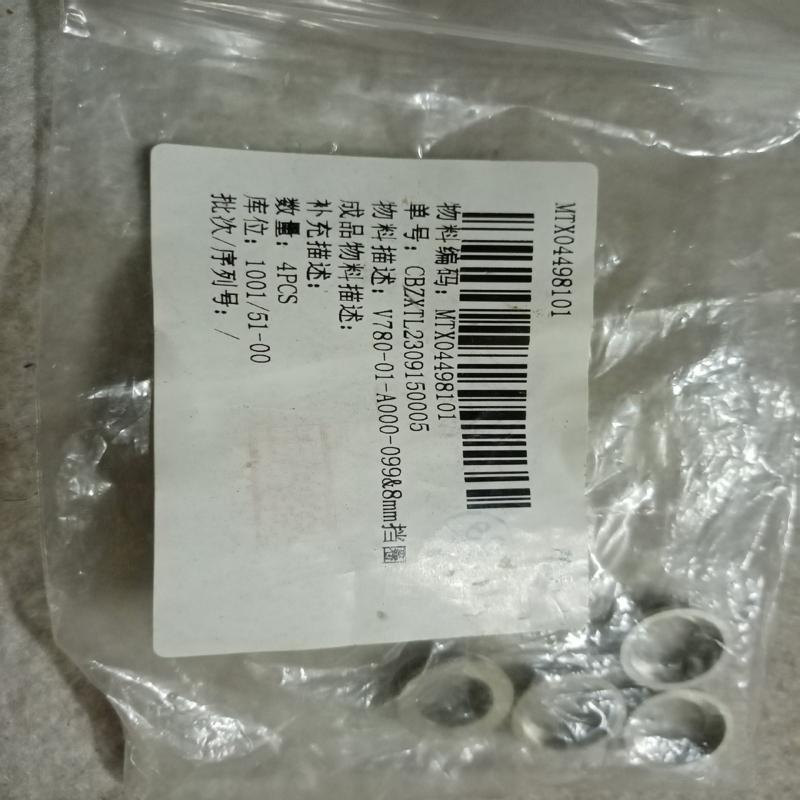 MTX04498101
物料编码：MTX04498101
单号：CBZXTL2309150005
物料描述：V780-01-A000-099&8mm挡圈
成品物料描述：
补充描述：
数量：4PCS
库位：1001/51-00
批次/序列号：/